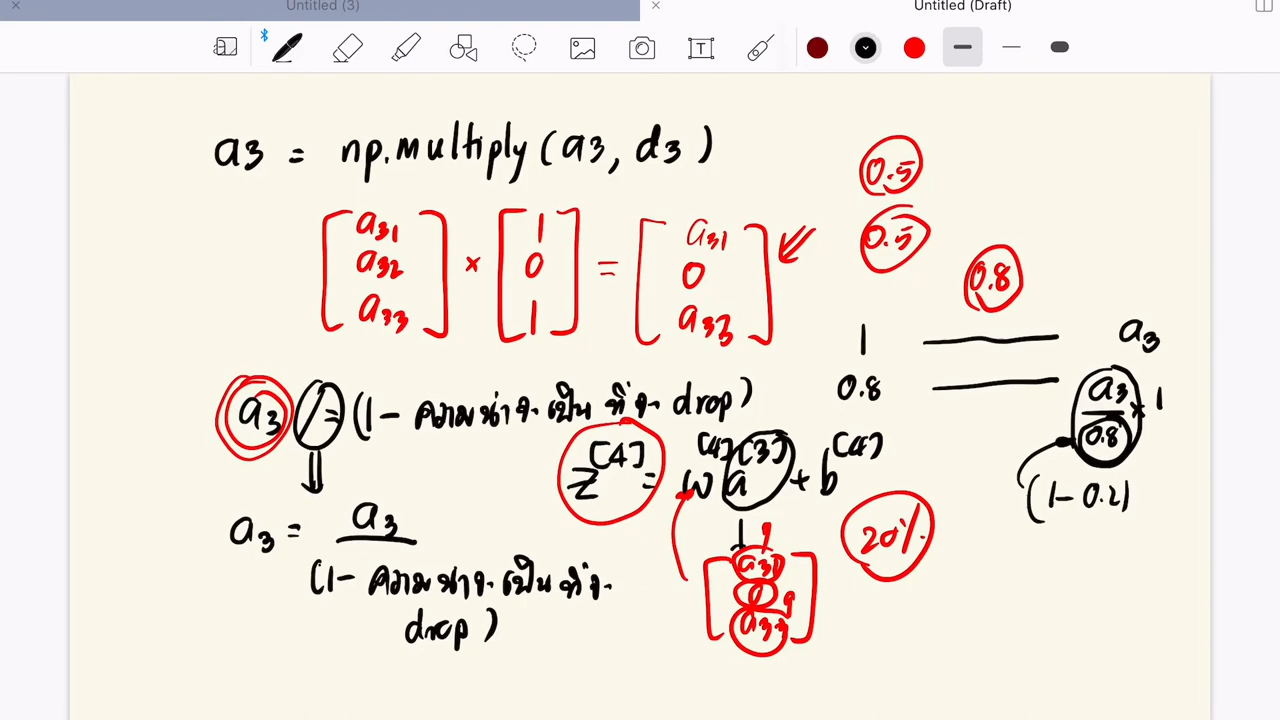 Untitled (3)
Untitled (Draft)
a3 = np.multiply(a3, d3)
[a31 a32 a33] × [1 0 1] = [a31 0 a33]
0.5
0.5
0.8
1 a3
0.8 a3/0.8 × 1
(1 - 0.2)
a3 /= (1 - ความน่าจะเป็นที่จะ drop)
z[4] = w[4] a[3] + b[4]
a3 = a3
(1 - ความน่าจะเป็นที่จะ
drop)
[a31 0 a33]
20%